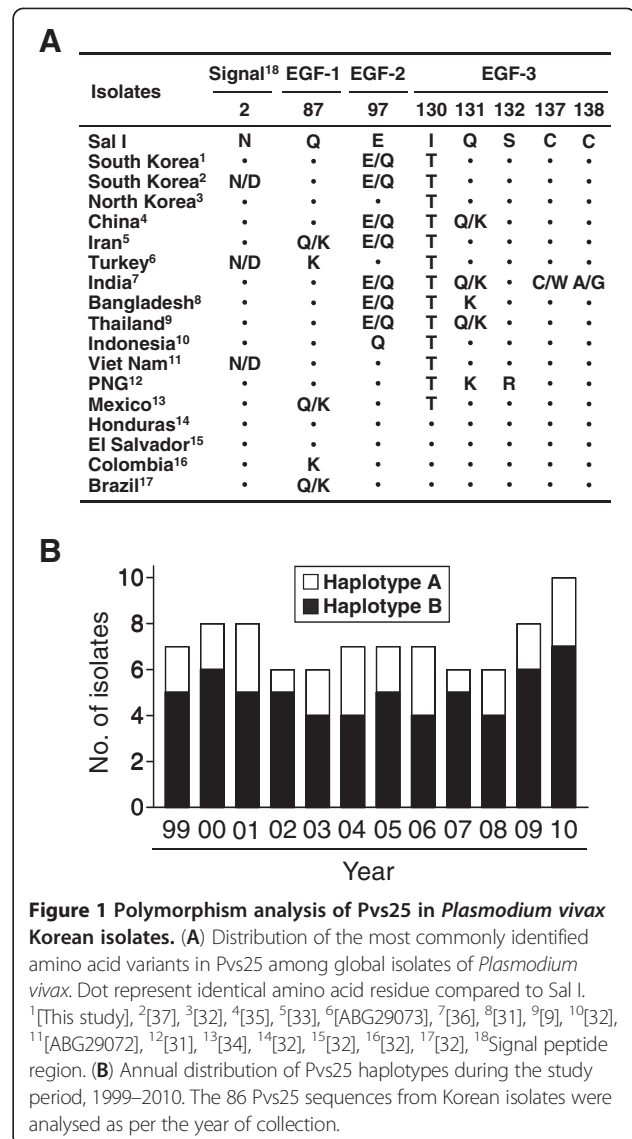 A
Isolates Signal18 EGF-1 EGF-2 EGF-3
2 87 97 130 131 132 137 138
Sal I N Q E I Q S C C
South Korea1 • • E/Q T • • • •
South Korea2 N/D • E/Q T • • • •
North Korea3 • • • T • • • •
China4 • • E/Q T Q/K • • •
Iran5 • Q/K E/Q T • • • •
Turkey6 N/D K • T • • • •
India7 • • E/Q T Q/K • C/W A/G
Bangladesh8 • • E/Q T K • • •
Thailand9 • • E/Q T Q/K • • •
Indonesia10 • • Q T • • • •
Viet Nam11 N/D • • T • • • •
PNG12 • • • T K R • •
Mexico13 • Q/K • T • • • •
Honduras14 • • • • • • • •
El Salvador15 • • • • • • • •
Colombia16 • K • • • • • •
Brazil17 • Q/K • • • • • •
B
No. of isolates
10
8
6
4
2
0
Haplotype A
Haplotype B
99 00 01 02 03 04 05 06 07 08 09 10
Year
Figure 1 Polymorphism analysis of Pvs25 in Plasmodium vivax
Korean isolates. (A) Distribution of the most commonly identified
amino acid variants in Pvs25 among global isolates of Plasmodium
vivax. Dot represent identical amino acid residue compared to Sal I.
1[This study], 2[37], 3[32], 4[35], 5[33], 6[ABG29073], 7[36], 8[31], 9[9], 10[32],
11[ABG29072], 12[31], 13[34], 14[32], 15[32], 16[32], 17[32], 18Signal peptide
region. (B) Annual distribution of Pvs25 haplotypes during the study
period, 1999–2010. The 86 Pvs25 sequences from Korean isolates were
analysed as per the year of collection.